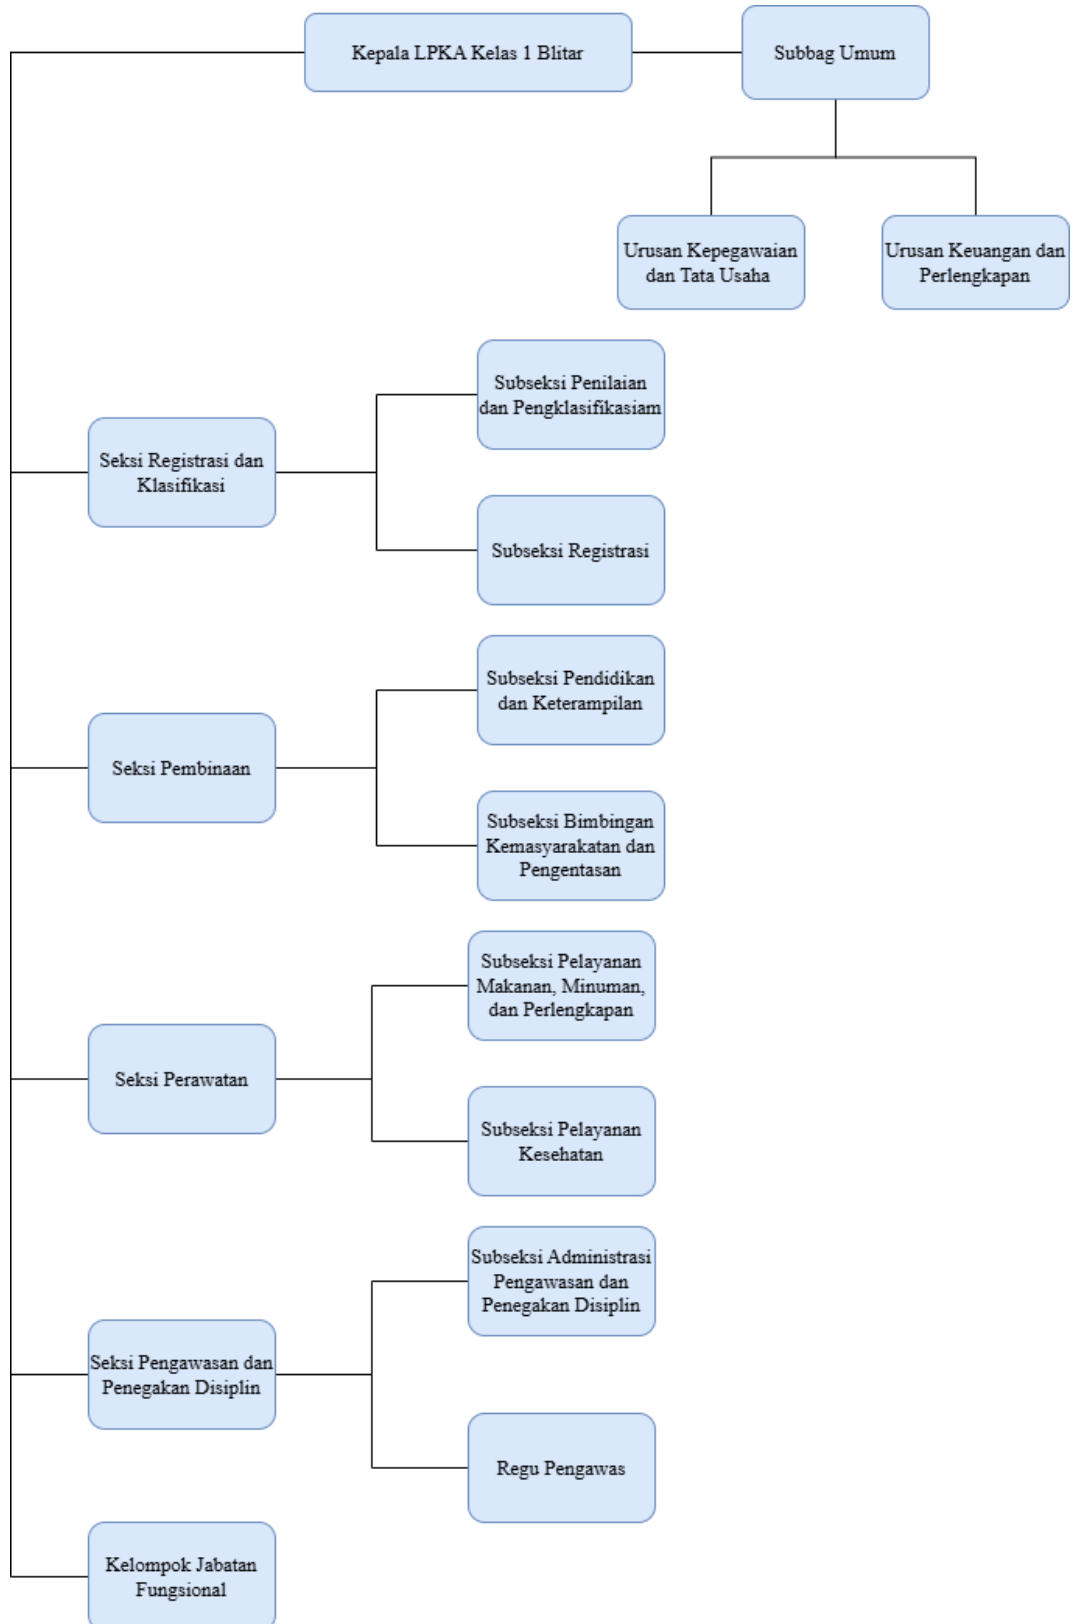 Kepala LPKA Kelas 1 Blitar
Subbag Umum
Urusan Kepegawaian
dan Tata Usaha
Urusan Keuangan dan
Perlengkapan
Subseksi Penilaian
dan Pengklasifikasiam
Seksi Registrasi dan
Klasifikasi
Subseksi Registrasi
Subseksi Pendidikan
dan Keterampilan
Seksi Pembinaan
Subseksi Bimbingan
Kemasyarakatan dan
Pengentasan
Subseksi Pelayanan
Makanan, Minuman,
dan Perlengkapan
Seksi Perawatan
Subseksi Pelayanan
Kesehatan
Subseksi Administrasi
Pengawasan dan
Penegakan Disiplin
Seksi Pengawasan dan
Penegakan Disiplin
Regu Pengawas
Kelompok Jabatan
Fungsional